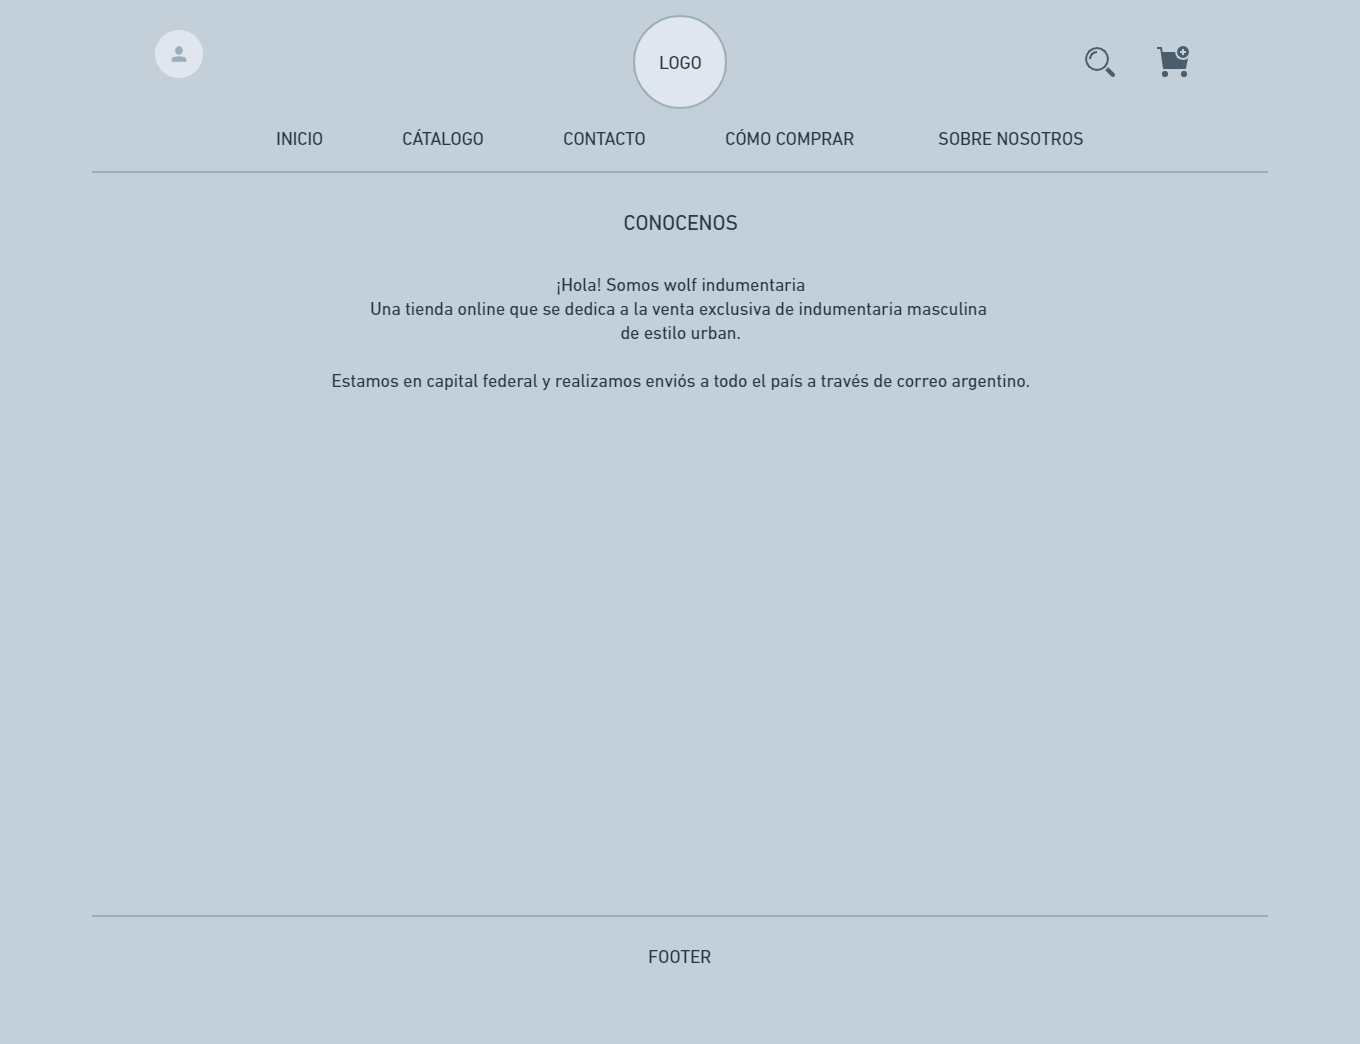 LOGO
INICIO CÁTALOGO CONTACTO CÓMO COMPRAR SOBRE NOSOTROS
CONOCENOS
¡Hola! Somos wolf indumentaria
Una tienda online que se dedica a la venta exclusiva de indumentaria masculina
de estilo urban.
Estamos en capital federal y realizamos enviós a todo el país a través de correo argentino.
FOOTER